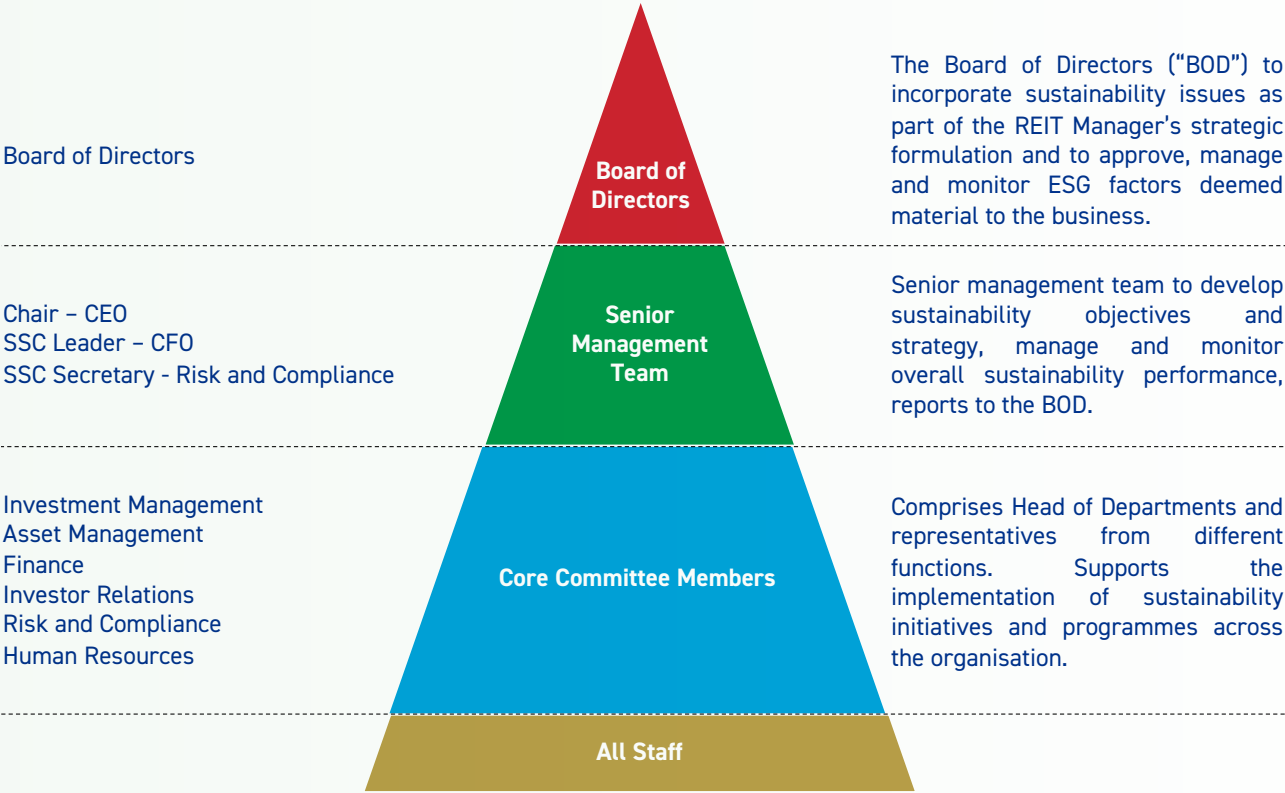 Board of Directors
Board of
Directors
The Board of Directors (“BOD”) to
incorporate sustainability issues as
part of the REIT Manager’s strategic
formulation and to approve, manage
and monitor ESG factors deemed
material to the business.
Chair – CEO
SSC Leader – CFO
SSC Secretary - Risk and Compliance
Senior
Management
Team
Senior management team to develop
sustainability objectives and
strategy, manage and monitor
overall sustainability performance,
reports to the BOD.
Investment Management
Asset Management
Finance
Investor Relations
Risk and Compliance
Human Resources
Core Committee Members
Comprises Head of Departments and
representatives from different
functions. Supports the
implementation of sustainability
initiatives and programmes across
the organisation.
All Staff